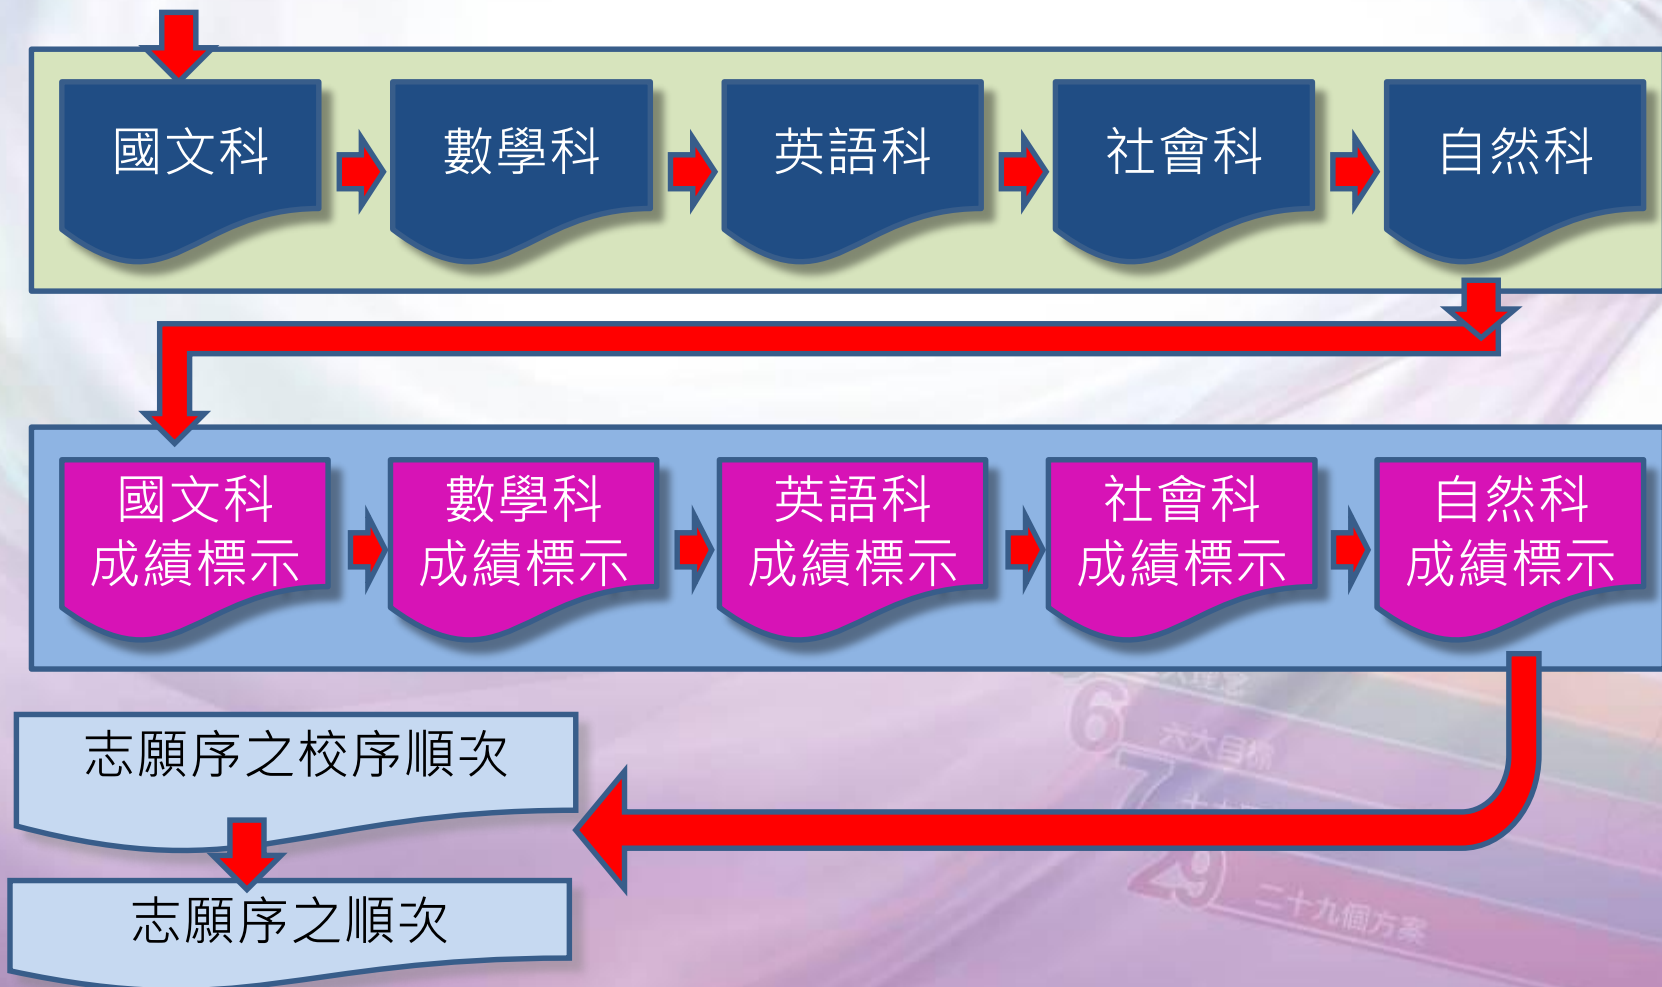 國文科
數學科
英語科
社會科
自然科
國文科
成績標示
數學科
成績標示
英語科
成績標示
社會科
成績標示
自然科
成績標示
志願序之校序順次
志願序之順次
6
六大目標
7
29
二十九個方案